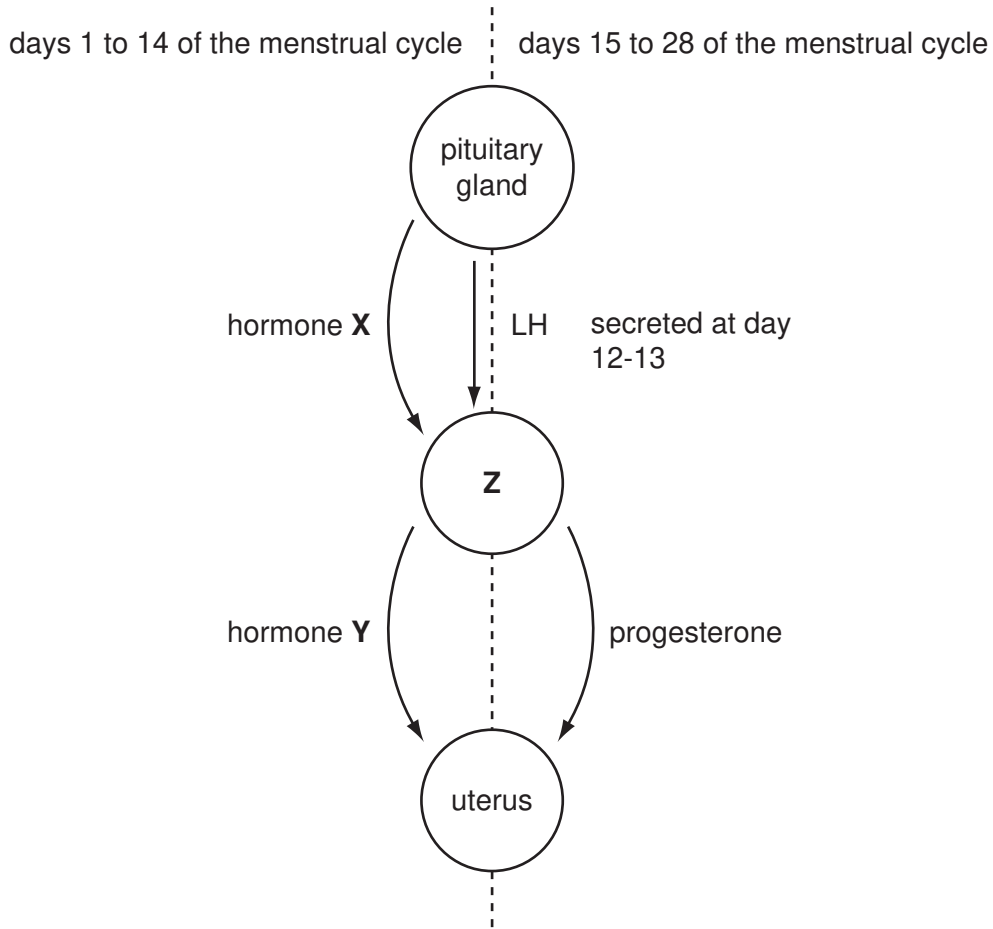 days 1 to 14 of the menstrual cycle
days 15 to 28 of the menstrual cycle
pituitary
gland
hormone X
LH
secreted at day
12-13
Z
hormone Y
progesterone
uterus